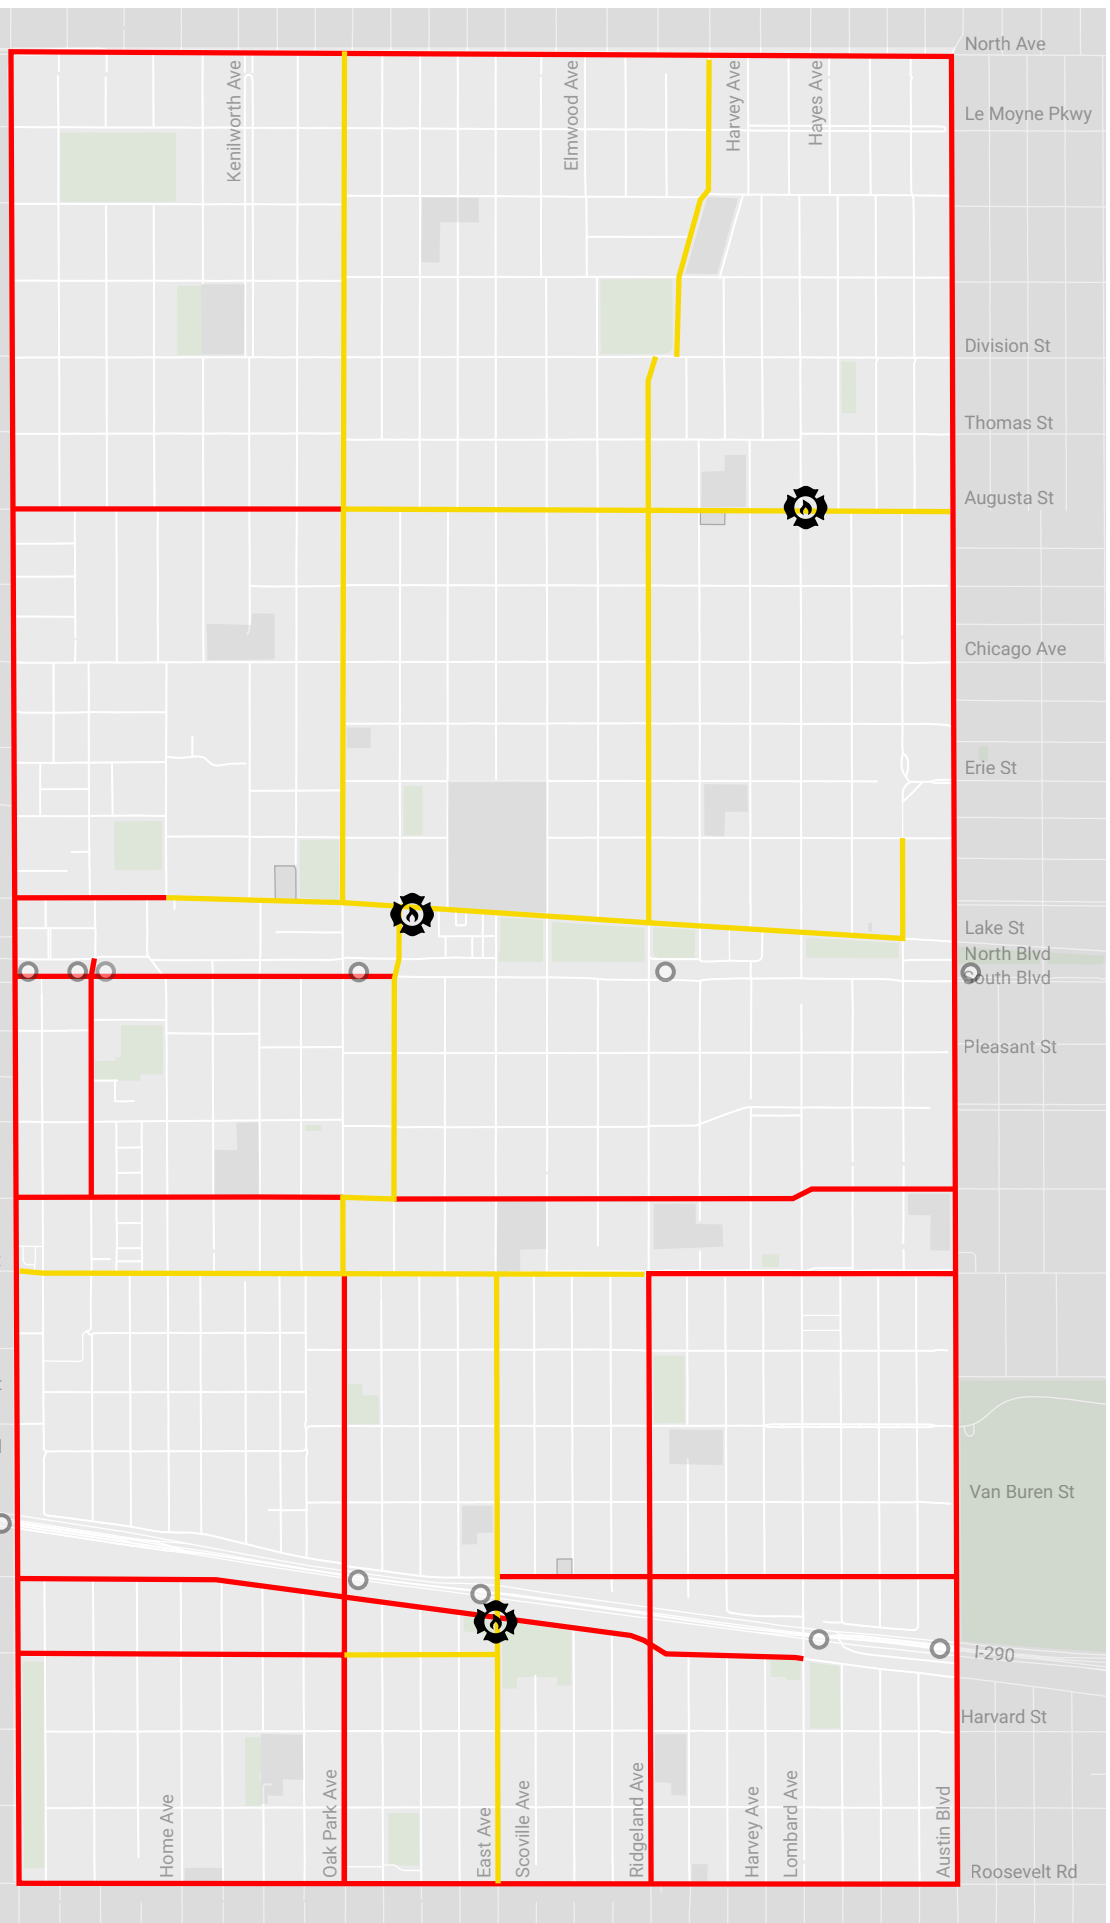 North Ave
Kenilworth Ave
Elmwood Ave
Harvey Ave
Hayes Ave
Le Moyne Pkwy
Division St
Thomas St
Augusta St
Chicago Ave
Erie St
Lake St
North Blvd
South Blvd
Pleasant St
Van Buren St
I-290
Harvard St
Home Ave
Oak Park Ave
East Ave
Scoville Ave
Ridgeland Ave
Harvey Ave
Lombard Ave
Austin Blvd
Roosevelt Rd